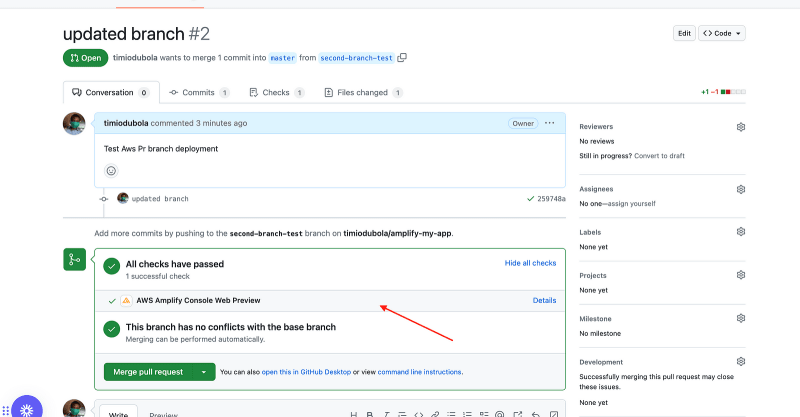 updated branch #2
Edit
<> Code
Open
timiodubola wants to merge 1 commit into master from second-branch-test
Conversation 0
Commits 1
Checks 1
Files changed 1
+1 −1
timiodubola commented 3 minutes ago
Owner
Test Aws Pr branch deployment
updated branch
259748a
Add more commits by pushing to the second-branch-test branch on timiodubola/amplify-my-app.
All checks have passed
1 successful check
Hide all checks
AWS Amplify Console Web Preview
Details
This branch has no conflicts with the base branch
Merging can be performed automatically.
Merge pull request
You can also open this in GitHub Desktop or view command line instructions.
Write
Preview
Reviewers
No reviews
Still in progress? Convert to draft
Assignees
No one—assign yourself
Labels
None yet
Projects
None yet
Milestone
No milestone
Development
Successfully merging this pull request may close
these issues.
None yet